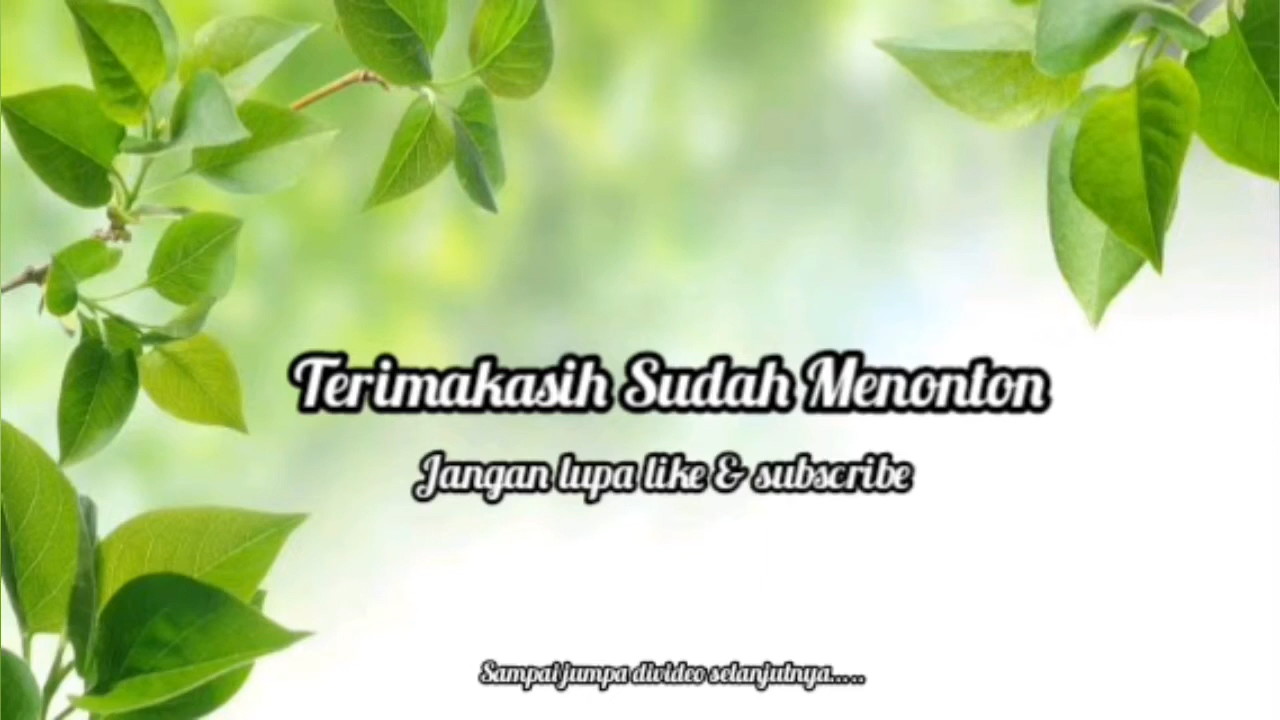 Terimakasih Sudah Menonton
Jangan lupa like & subscribe
Sampai jumpa divideo selanjutnya.....